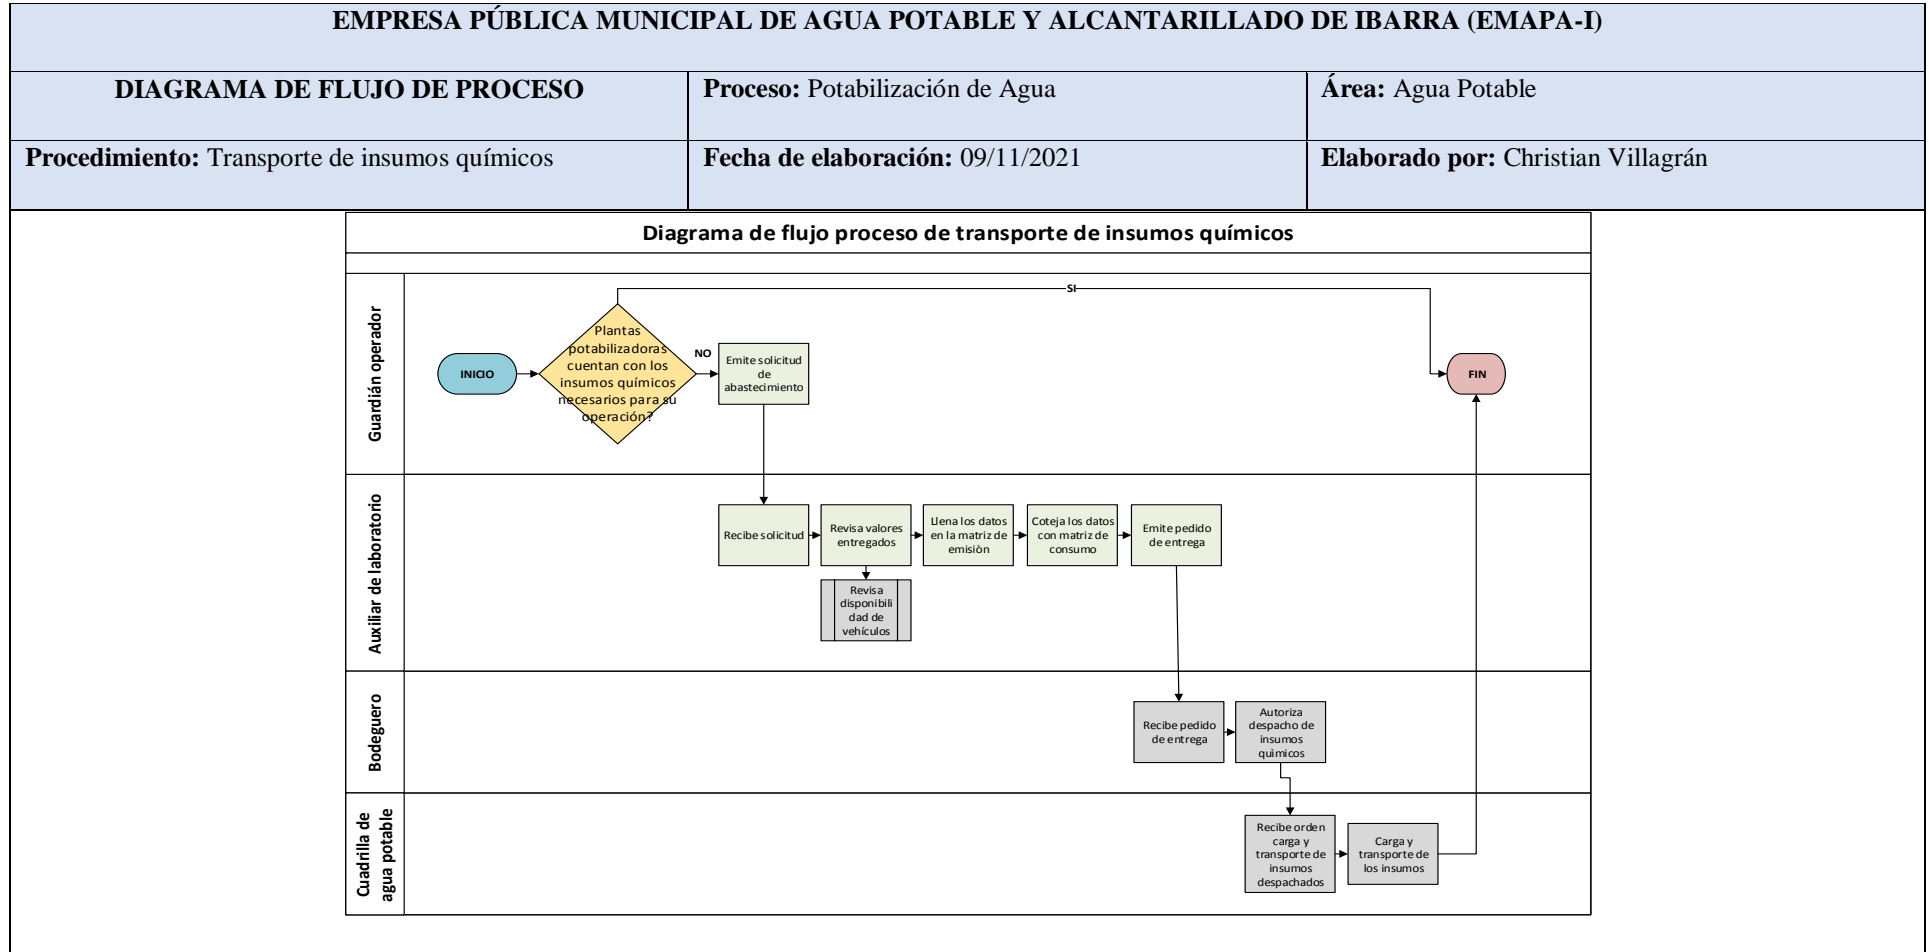 EMPRESA PÚBLICA MUNICIPAL DE AGUA POTABLE Y ALCANTARILLADO DE IBARRA (EMAPA-I)
DIAGRAMA DE FLUJO DE PROCESO
Proceso: Potabilización de Agua
Área: Agua Potable
Procedimiento: Transporte de insumos químicos
Fecha de elaboración: 09/11/2021
Elaborado por: Christian Villagrán
Diagrama de flujo proceso de transporte de insumos químicos
Guardián operador
INICIO
Plantas
potabilizadoras
cuentan con los
insumos químicos
necesarios para su
operación?
SI
NO
Emite solicitud
de
abastecimiento
FIN
Auxiliar de laboratorio
Recibe solicitud
Revisa valores
entregados
Llena los datos
en la matriz de
emisiòn
Coteja los datos
con matriz de
consumo
Emite pedido
de entrega
Revisa
disponibili
dad de
vehículos
Bodeguero
Recibe pedido
de entrega
Autoriza
despacho de
insumos
quìmicos
Cuadrilla de
agua potable
Recibe orden
carga y
transporte de
insumos
despachados
Carga y
transporte de
los insumos